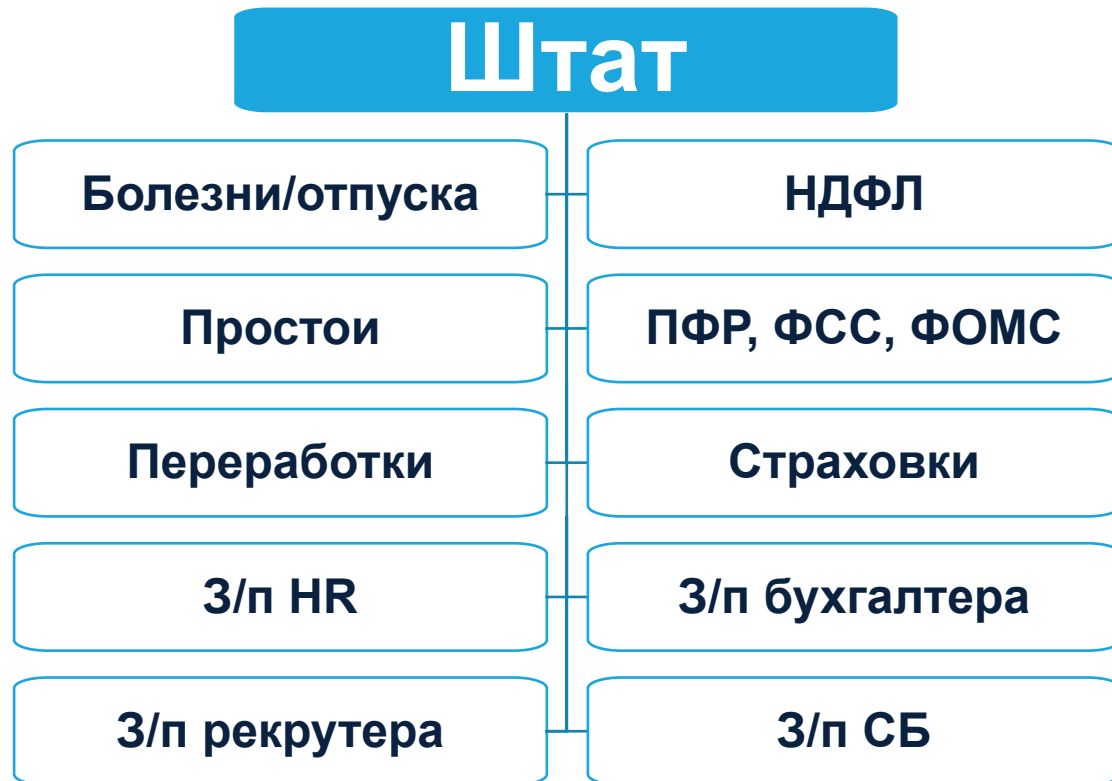 Штат
Болезни/отпуска
НДФЛ
Простои
ПФР, ФСС, ФОМС
Переработки
Страховки
З/п HR
З/п бухгалтера
З/п рекрутера
З/п СБ